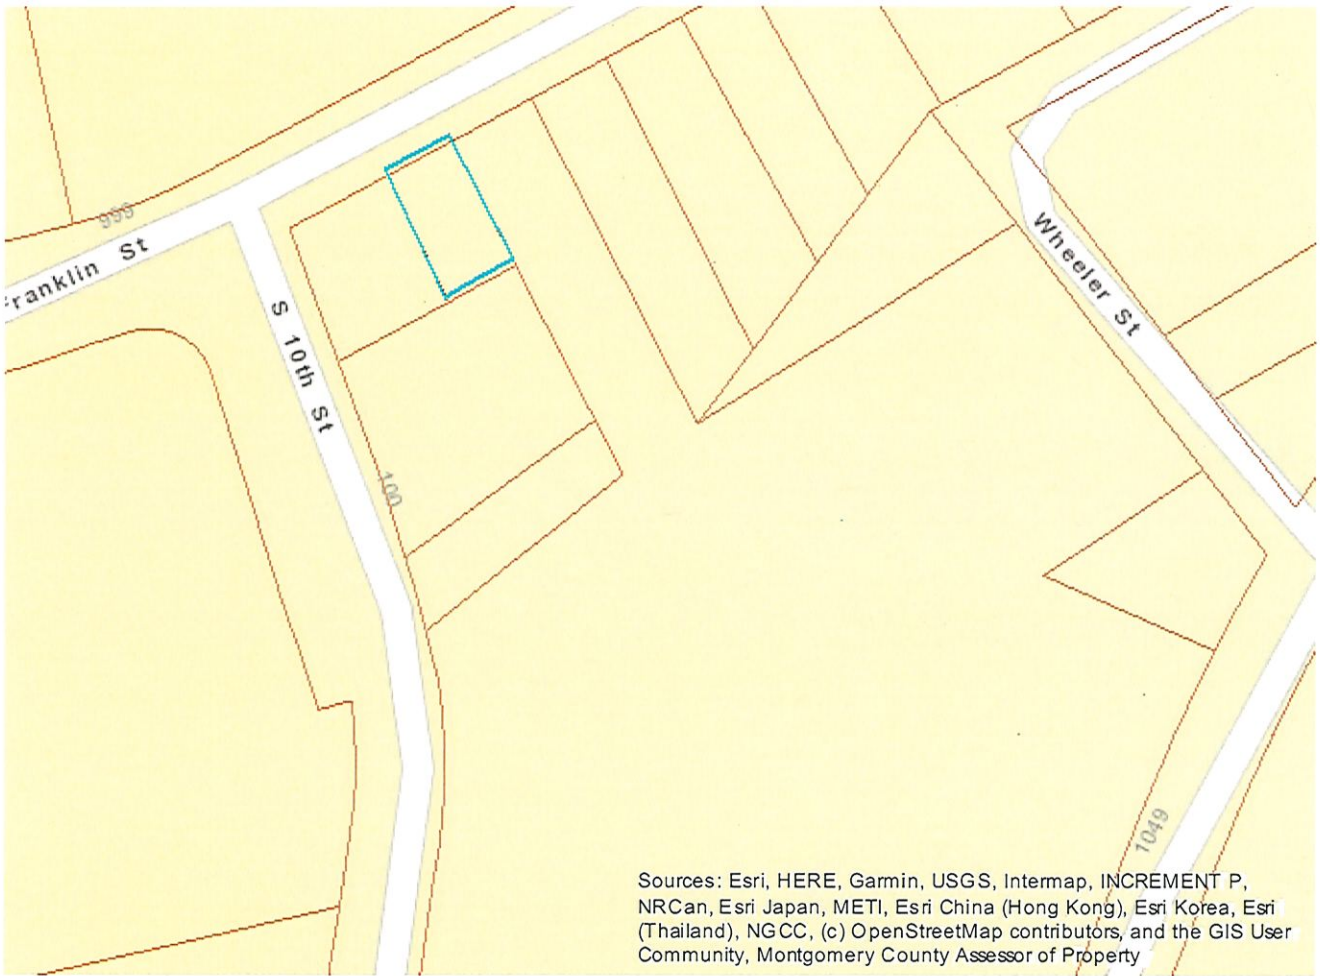 999
Franklin St
S 10th St
100
Wheeler St
1049
Sources: Esri, HERE, Garmin, USGS, Intermap, INCREMENT P,
NRCan, Esri Japan, METI, Esri China (Hong Kong), Esri Korea, Esri
(Thailand), NGCC, (c) OpenStreetMap contributors, and the GIS User
Community, Montgomery County Assessor of Property